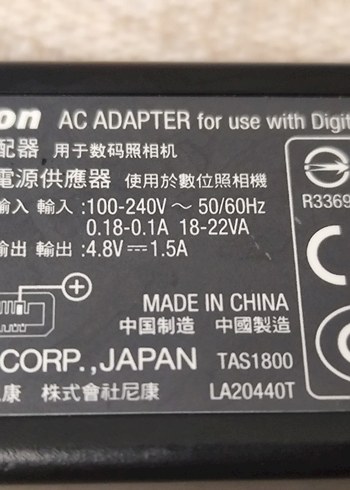 on AC ADAPTER for use with Digit
配器 用于数码照相机
電源供應器 使用於數位照相機
输入 輸入 :100-240V ～ 50/60Hz
0.18-0.1A 18-22VA
输出 輸出 :4.8V⎓1.5A
R3369
MADE IN CHINA
中国制造 中國製造
CORP.,JAPAN TAS1800
康 株式會社尼康 LA20440T